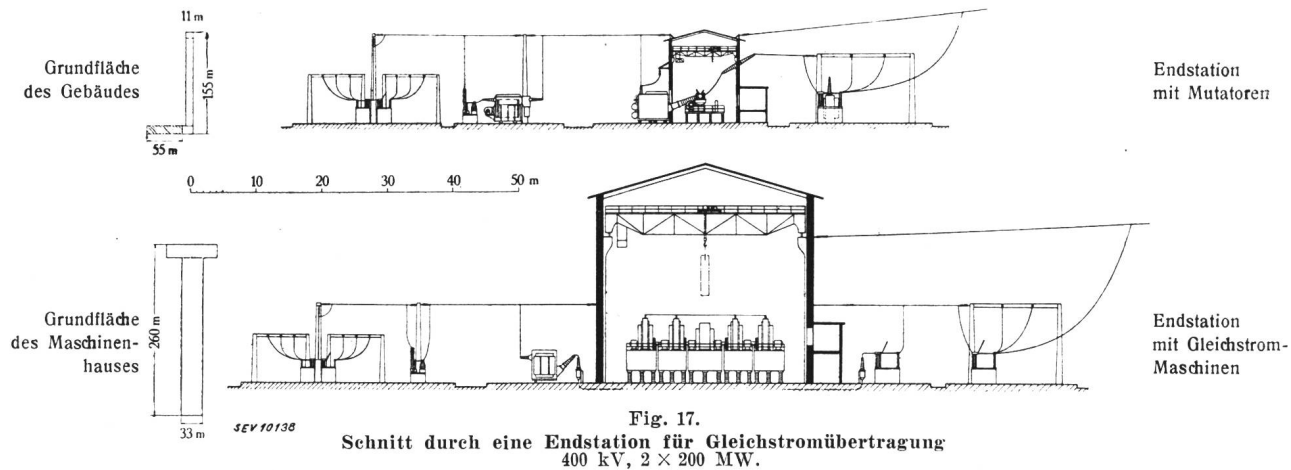 11 m
155 m
55 m
Grundfläche
des Gebäudes
Endstation
mit Mutatoren
0 10 20 30 40 50 m
260 m
33 m
Grundfläche
des Maschinen-
hauses
Endstation
mit Gleichstrom-
Maschinen
SEV 10138
Fig. 17.
Schnitt durch eine Endstation für Gleichstromübertragung
400 kV, 2 × 200 MW.